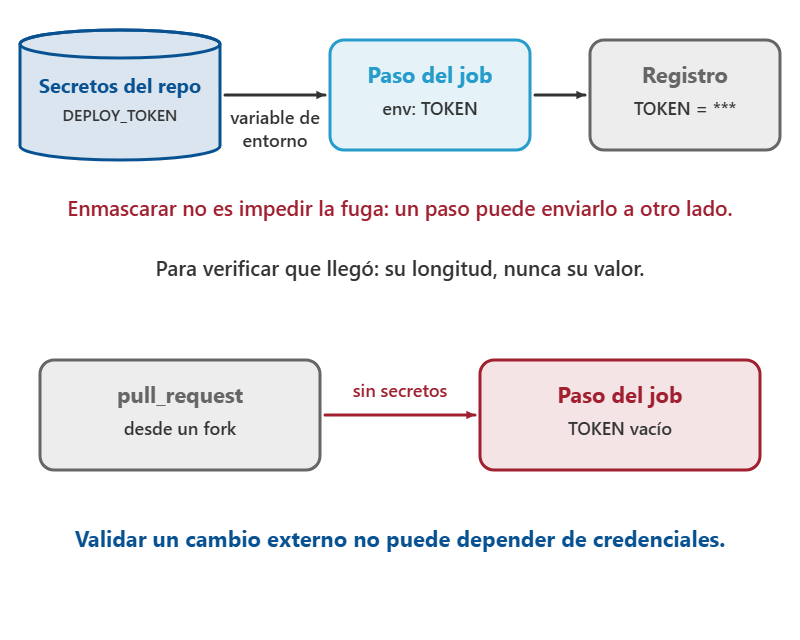 Secretos del repo
DEPLOY_TOKEN
variable de
entorno
Paso del job
env: TOKEN
Registro
TOKEN = ***
Enmascarar no es impedir la fuga: un paso puede enviarlo a otro lado.
Para verificar que llegó: su longitud, nunca su valor.
pull_request
desde un fork
sin secretos
Paso del job
TOKEN vacío
Validar un cambio externo no puede depender de credenciales.